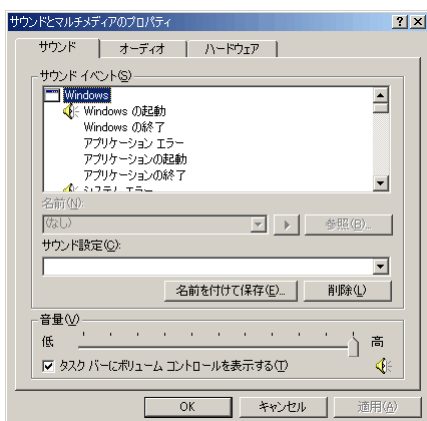 サウンドとマルチメディアのプロパティ
サウンド オーディオ ハードウェア
サウンド イベント(S)
Windows
Windows の起動
Windows の終了
アプリケーション エラー
アプリケーションの起動
アプリケーションの終了
システム エラー
名前(N):
(なし) 参照(B)...
サウンド設定(C):
名前を付けて保存(E)... 削除(L)
音量(V)
低 高
タスク バーにボリューム コントロールを表示する(T)
OK キャンセル 適用(A)